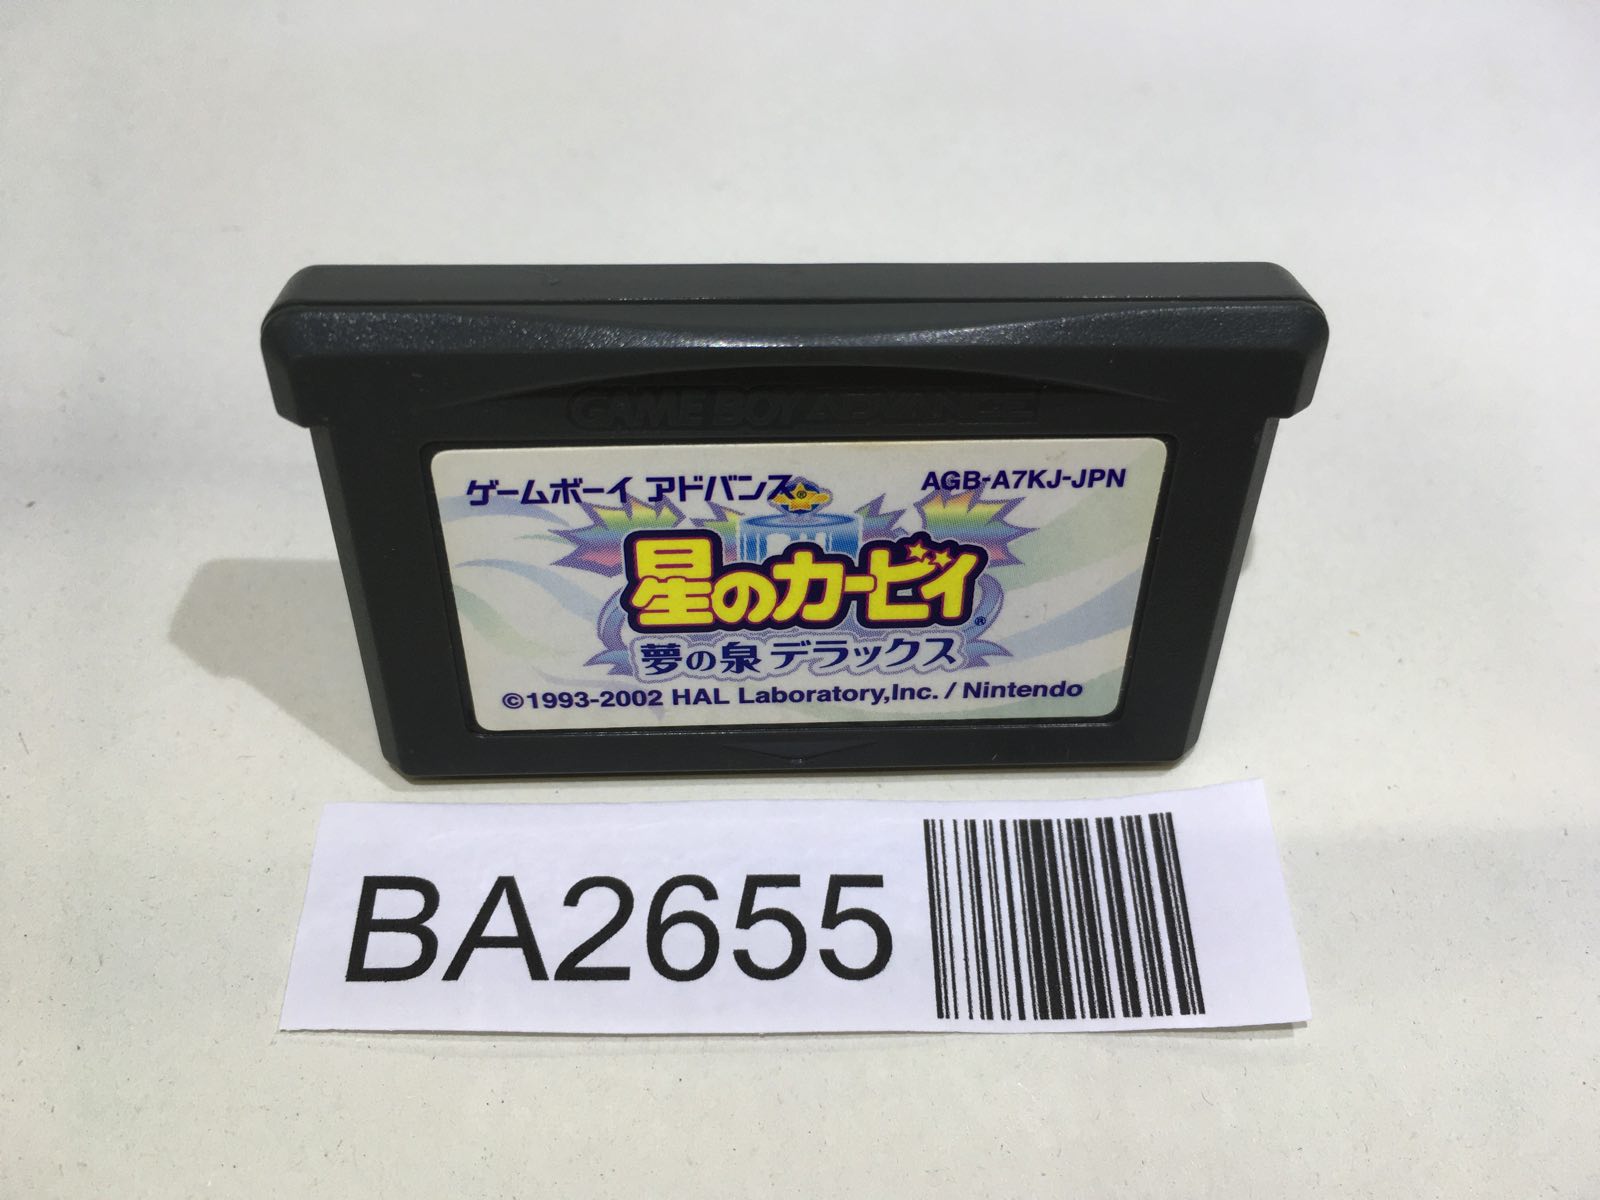 GAME BOY ADVANCE
ゲームボーイ アドバンス®
AGB-A7KJ-JPN
星のカービィ®
夢の泉デラックス
©1993-2002 HAL Laboratory,Inc. / Nintendo
BA2655